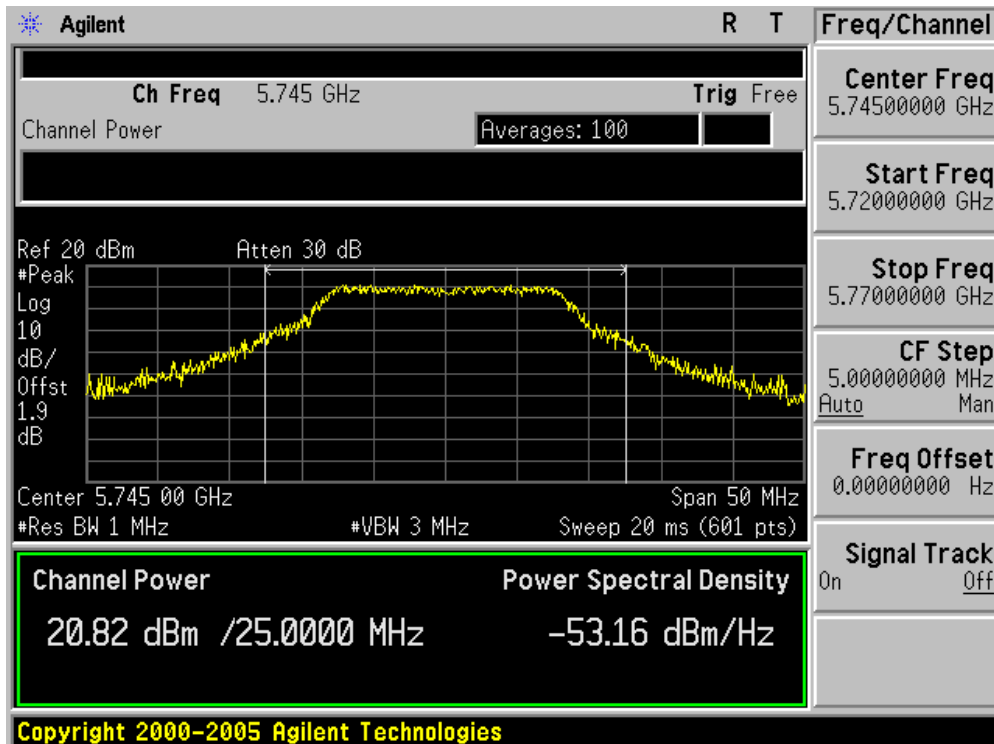 Agilent R T
Ch Freq 5.745 GHz Trig Free
Channel Power Averages: 100
Ref 20 dBm Atten 30 dB
#Peak
Log
10
dB/
Offst
1.9
dB
Center 5.745 00 GHz Span 50 MHz
#Res BW 1 MHz #VBW 3 MHz Sweep 20 ms (601 pts)
Channel Power Power Spectral Density
20.82 dBm /25.0000 MHz -53.16 dBm/Hz
Copyright 2000-2005 Agilent Technologies
Freq/Channel
Center Freq
5.74500000 GHz
Start Freq
5.72000000 GHz
Stop Freq
5.77000000 GHz
CF Step
5.00000000 MHz
Auto Man
Freq Offset
0.00000000 Hz
Signal Track
On Off